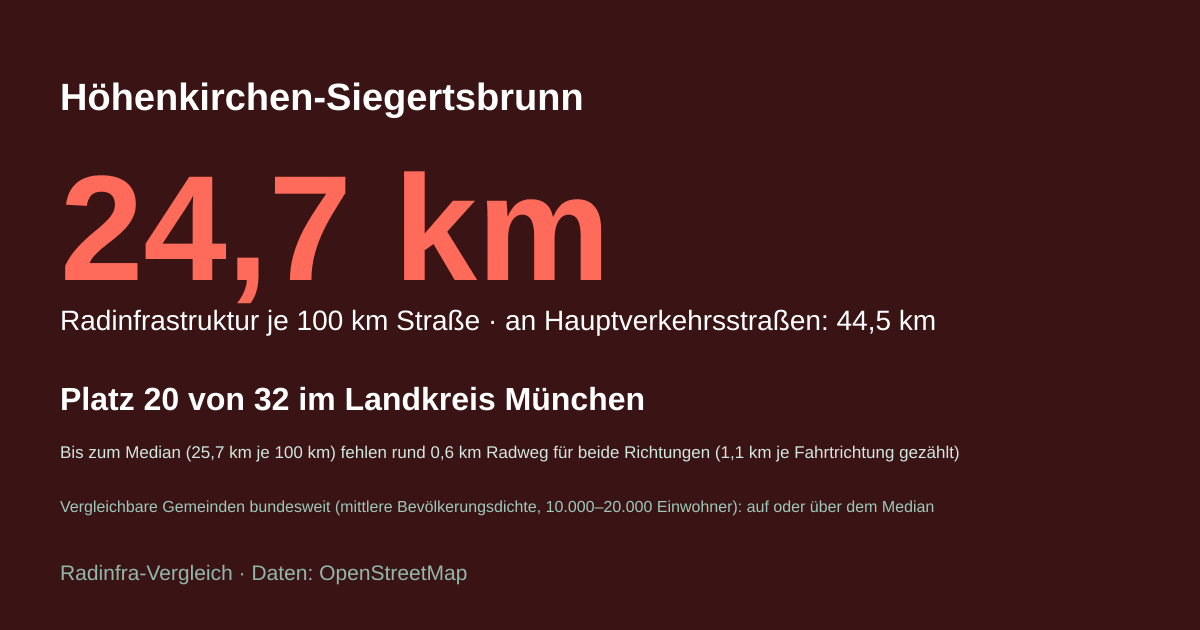 Höhenkirchen-Siegertsbrunn
24,7 km
Radinfrastruktur je 100 km Straße · an Hauptverkehrsstraßen: 44,5 km
Platz 20 von 32 im Landkreis München
Bis zum Median (25,7 km je 100 km) fehlen rund 0,6 km Radweg für beide Richtungen (1,1 km je Fahrtrichtung gezählt)
Vergleichbare Gemeinden bundesweit (mittlere Bevölkerungsdichte, 10.000–20.000 Einwohner): auf oder über dem Median
Radinfra-Vergleich · Daten: OpenStreetMap